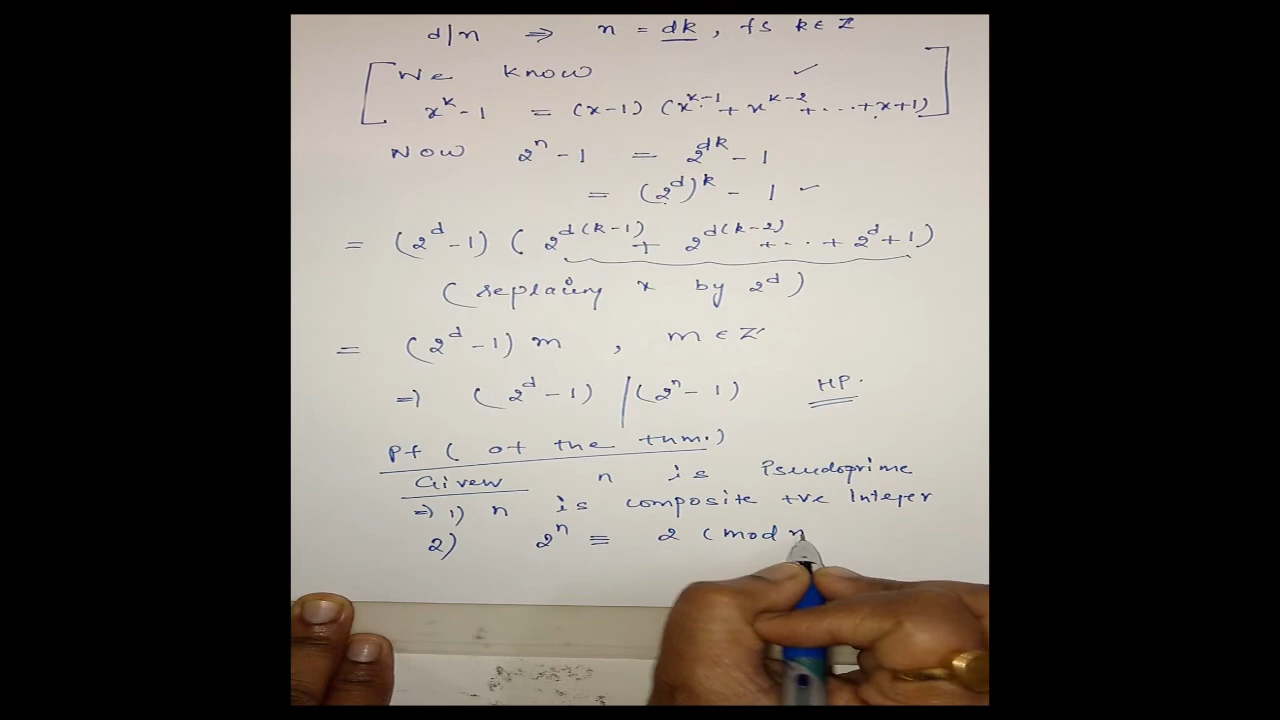 d/n ⇒ n = dk, fs k ∈ Z
[We know ✓
x^k - 1 = (x-1) (x^{k-1} + x^{k-2} + ... + x+1)]
Now 2^n - 1 = 2^{dk} - 1
= (2^d)^k - 1 ✓
= (2^d - 1) (2^{d(k-1)} + 2^{d(k-2)} + ... + 2^d + 1)
(replacing x by 2^d)
= (2^d - 1) m , m ∈ Z
⇒ (2^d - 1) / (2^n - 1) HP.
Pf ( of the thm.)
Given n is Pseudoprime
⇒ 1) n is composite +ve Integer
2) 2^n ≡ 2 (mod n